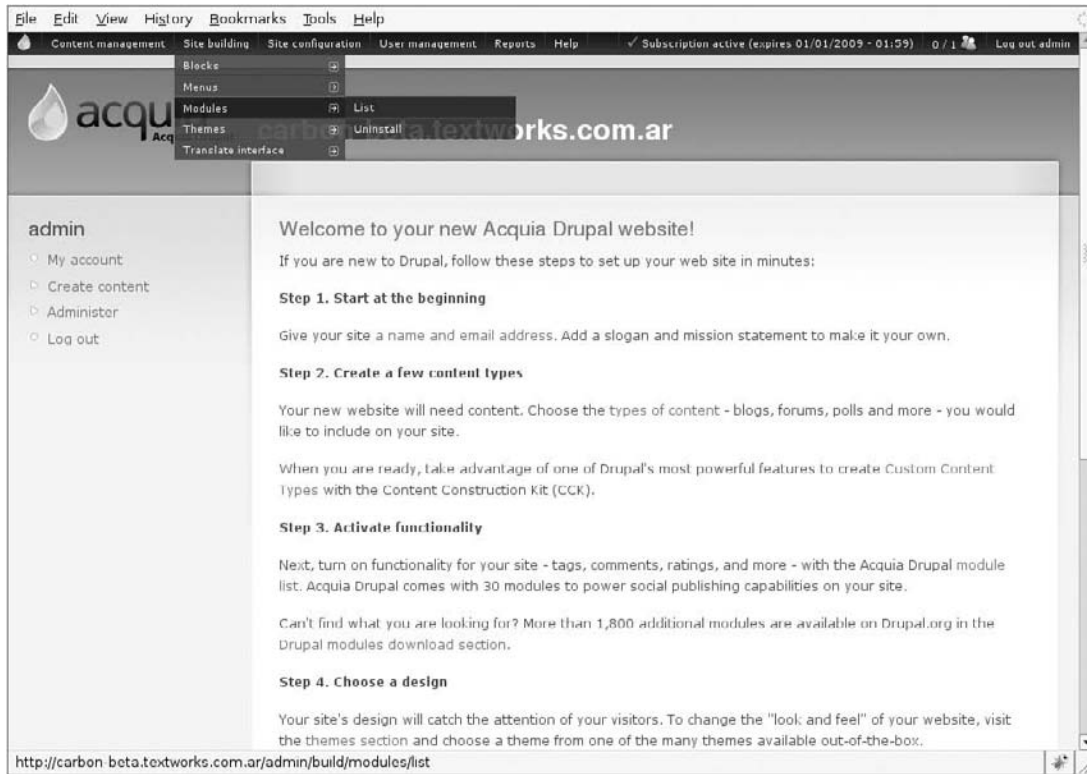 File Edit View History Bookmarks Tools Help
Content management Site building Site configuration User management Reports Help ✓ Subscription active (expires 01/01/2009 - 01:59) 0 / 1 Log out admin
Blocks
Menus
Modules List
Themes Uninstall
Translate interface
acqu
Acq
carbon-beta.textworks.com.ar
admin
My account
Create content
Administer
Log out
Welcome to your new Acquia Drupal website!
If you are new to Drupal, follow these steps to set up your web site in minutes:
Step 1. Start at the beginning
Give your site a name and email address. Add a slogan and mission statement to make it your own.
Step 2. Create a few content types
Your new website will need content. Choose the types of content - blogs, forums, polls and more - you would
like to include on your site.
When you are ready, take advantage of one of Drupal's most powerful features to create Custom Content
Types with the Content Construction Kit (CCK).
Step 3. Activate functionality
Next, turn on functionality for your site - tags, comments, ratings, and more - with the Acquia Drupal module
list. Acquia Drupal comes with 30 modules to power social publishing capabilities on your site.
Can't find what you are looking for? More than 1,800 additional modules are available on Drupal.org in the
Drupal modules download section.
Step 4. Choose a design
Your site's design will catch the attention of your visitors. To change the "look and feel" of your website, visit
the themes section and choose a theme from one of the many themes available out-of-the-box.
http://carbon-beta.textworks.com.ar/admin/build/modules/list